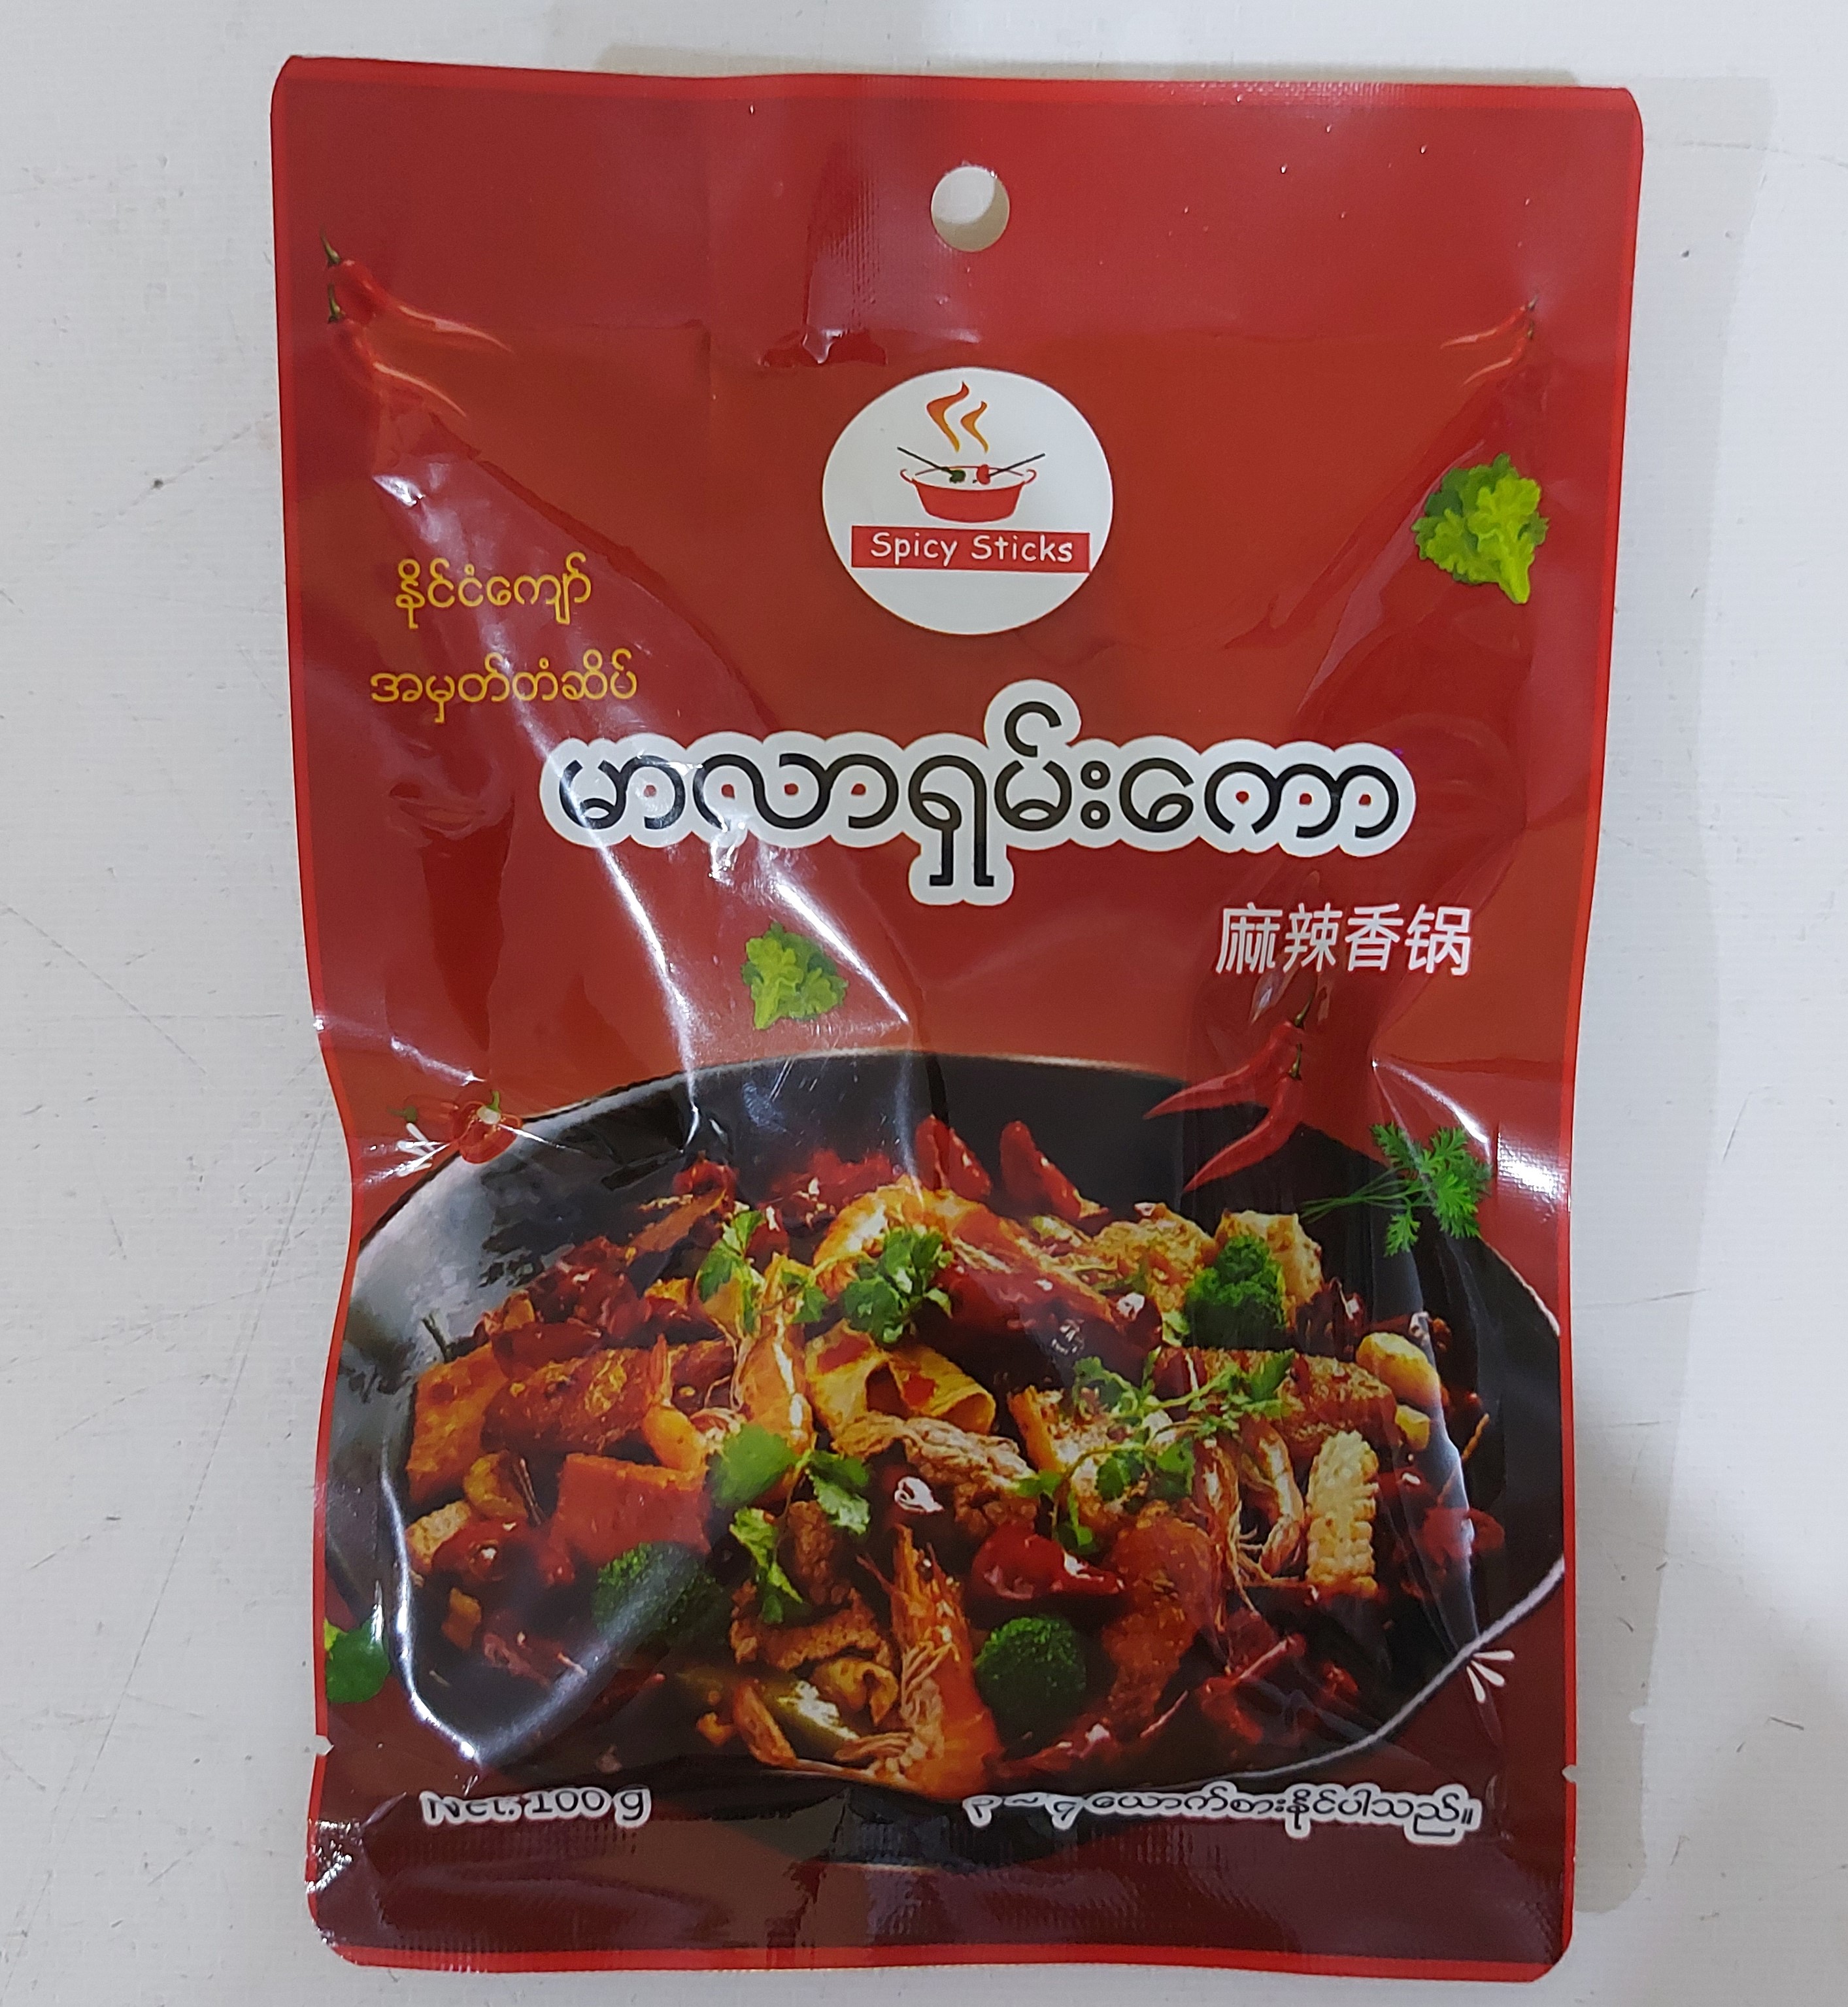 Spicy Sticks
နိုင်ငံကျော်
အမှတ်တံဆိပ်
မာလာရှမ်းကော
麻辣香锅
Net. 100 g
၃ ~ ၄ ယောက်စားနိုင်ပါသည်။